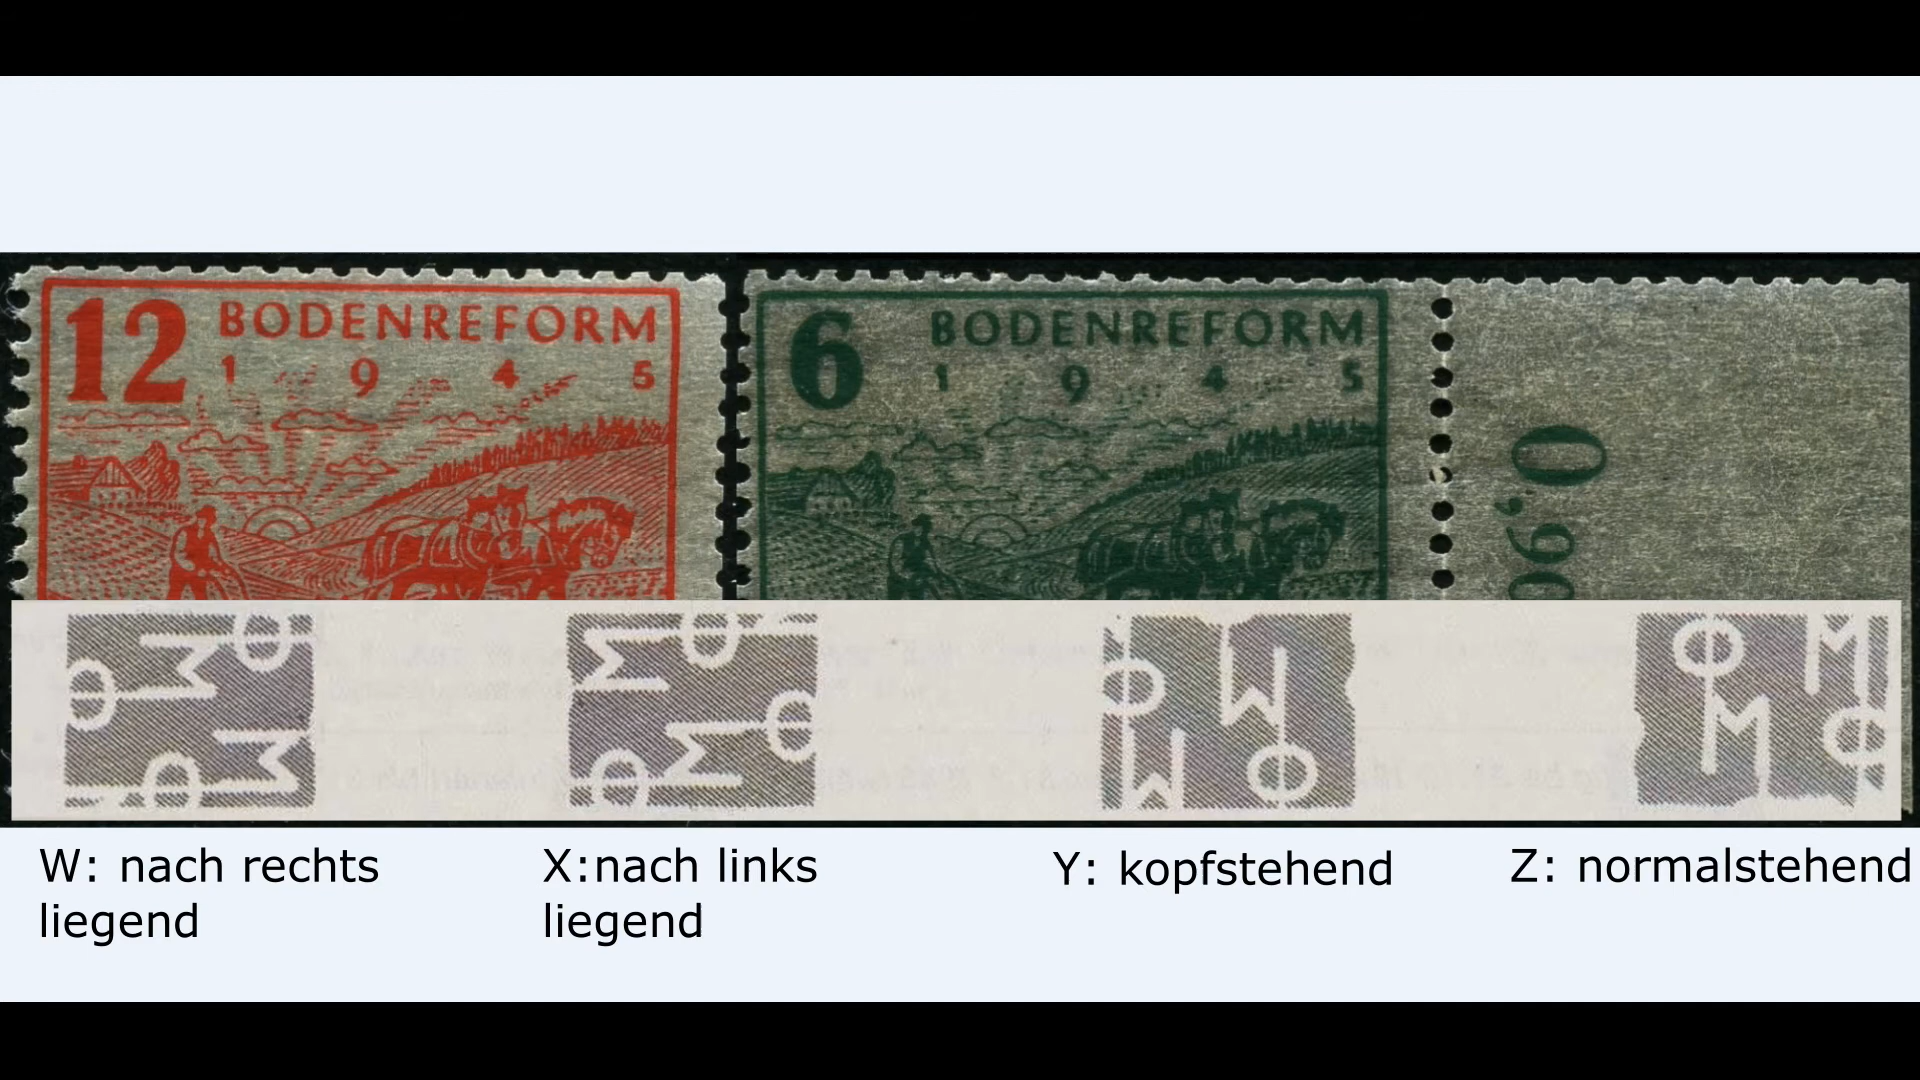 12 BODENREFORM
1 9 4 5
6 BODENREFORM
1 9 4 5
0,90
W: nach rechts
liegend
X:nach links
liegend
Y: kopfstehend
Z: normalstehend